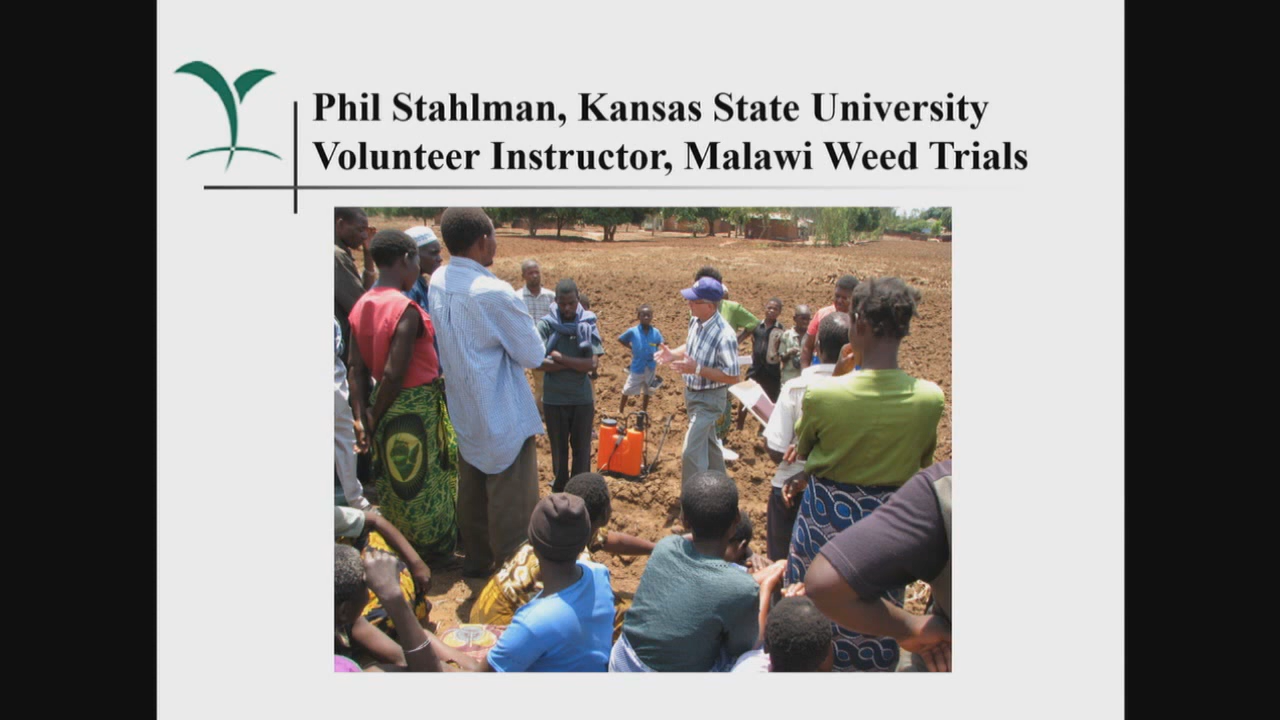 Phil Stahlman, Kansas State University
Volunteer Instructor, Malawi Weed Trials